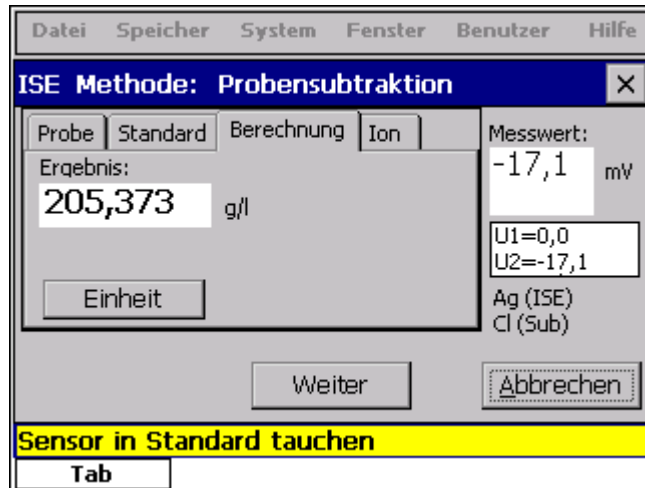 Datei Speicher System Fenster Benutzer Hilfe
ISE Methode: Probensubtraktion
Probe Standard Berechnung Ion
Ergebnis:
205,373 g/l
Einheit
Messwert:
-17,1 mV
U1=0,0
U2=-17,1
Ag (ISE)
Cl (Sub)
Weiter
Abbrechen
Sensor in Standard tauchen
Tab